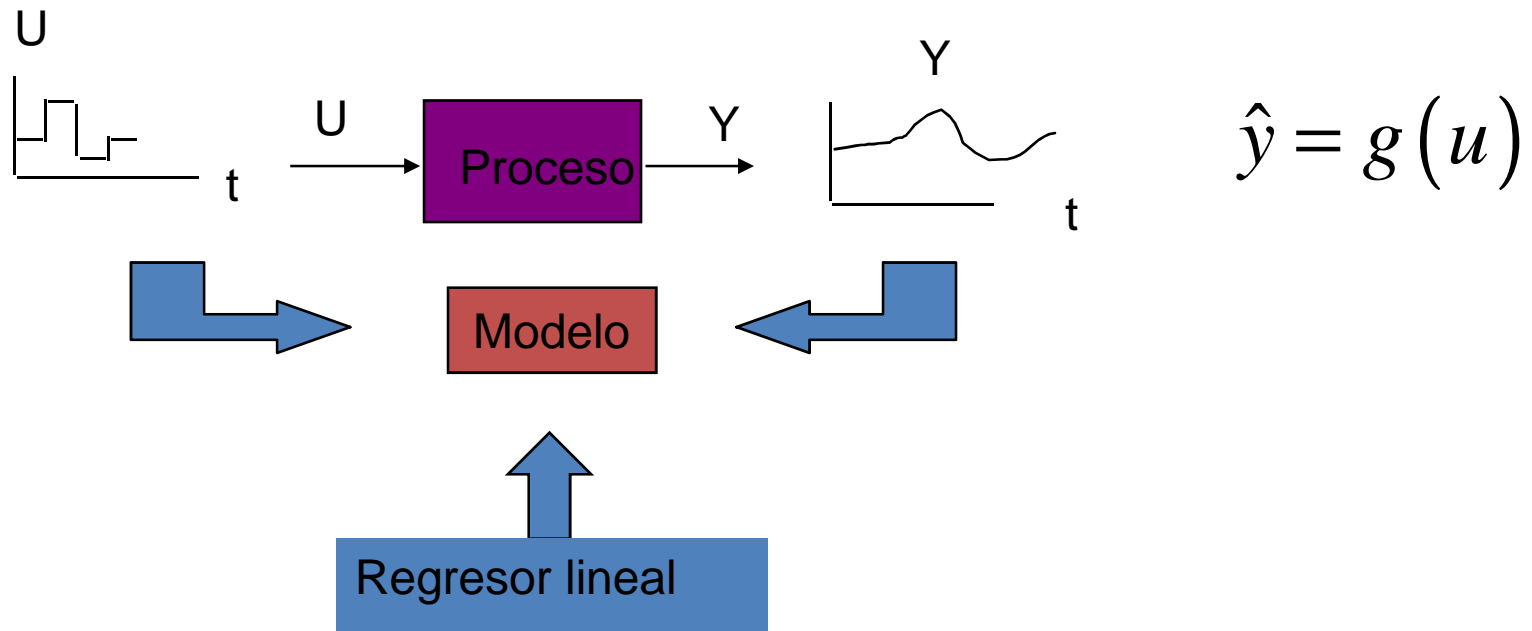 U
t
U
Proceso
Y
Y
t
ŷ = g(u)
Modelo
Regresor lineal